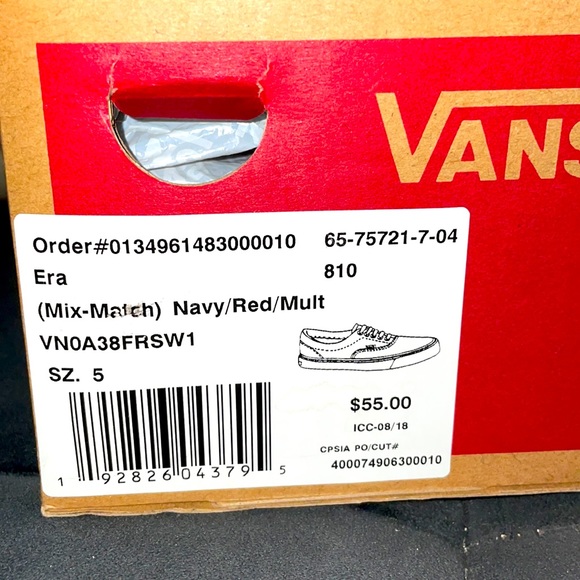 VANS
Order#0134961483000010 65-75721-7-04
Era 810
(Mix-Match) Navy/Red/Mult
VN0A38FRSW1
SZ. 5
$55.00
ICC-08/18
CPSIA PO/CUT#
400074906300010
1 92826 04379 5